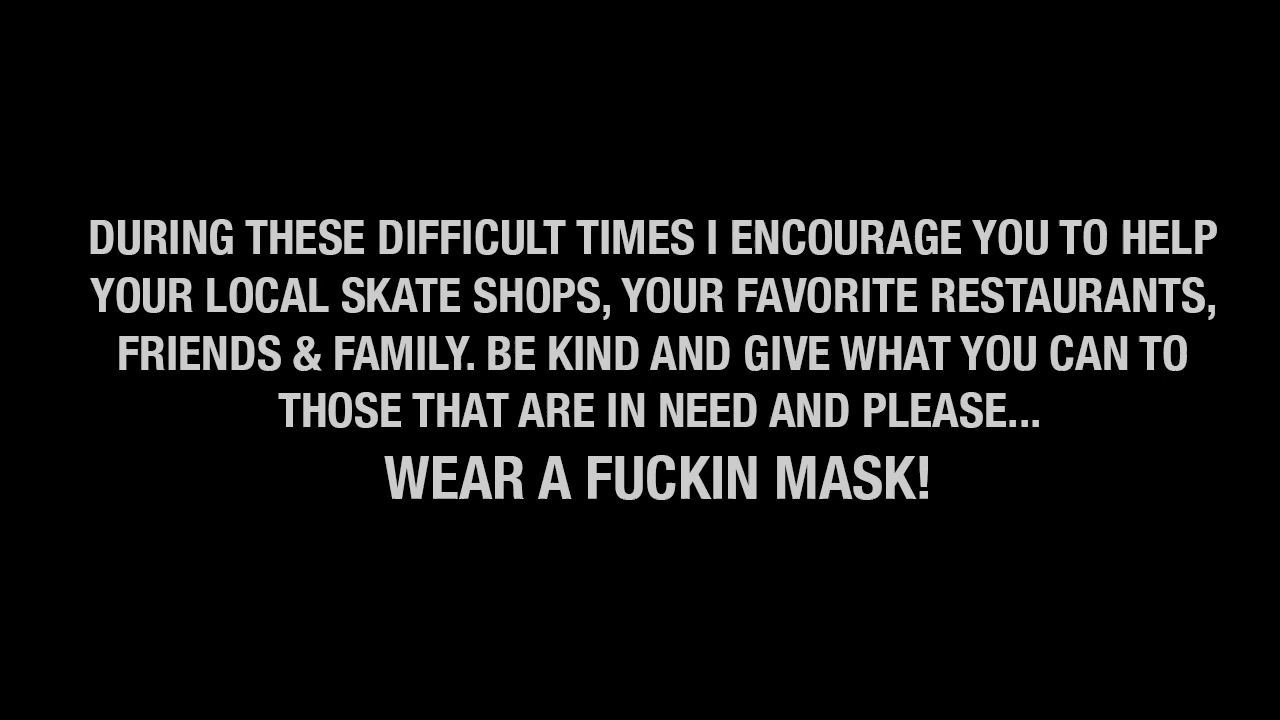 DURING THESE DIFFICULT TIMES I ENCOURAGE YOU TO HELP
YOUR LOCAL SKATE SHOPS, YOUR FAVORITE RESTAURANTS,
FRIENDS & FAMILY. BE KIND AND GIVE WHAT YOU CAN TO
THOSE THAT ARE IN NEED AND PLEASE...
WEAR A FUCKIN MASK!